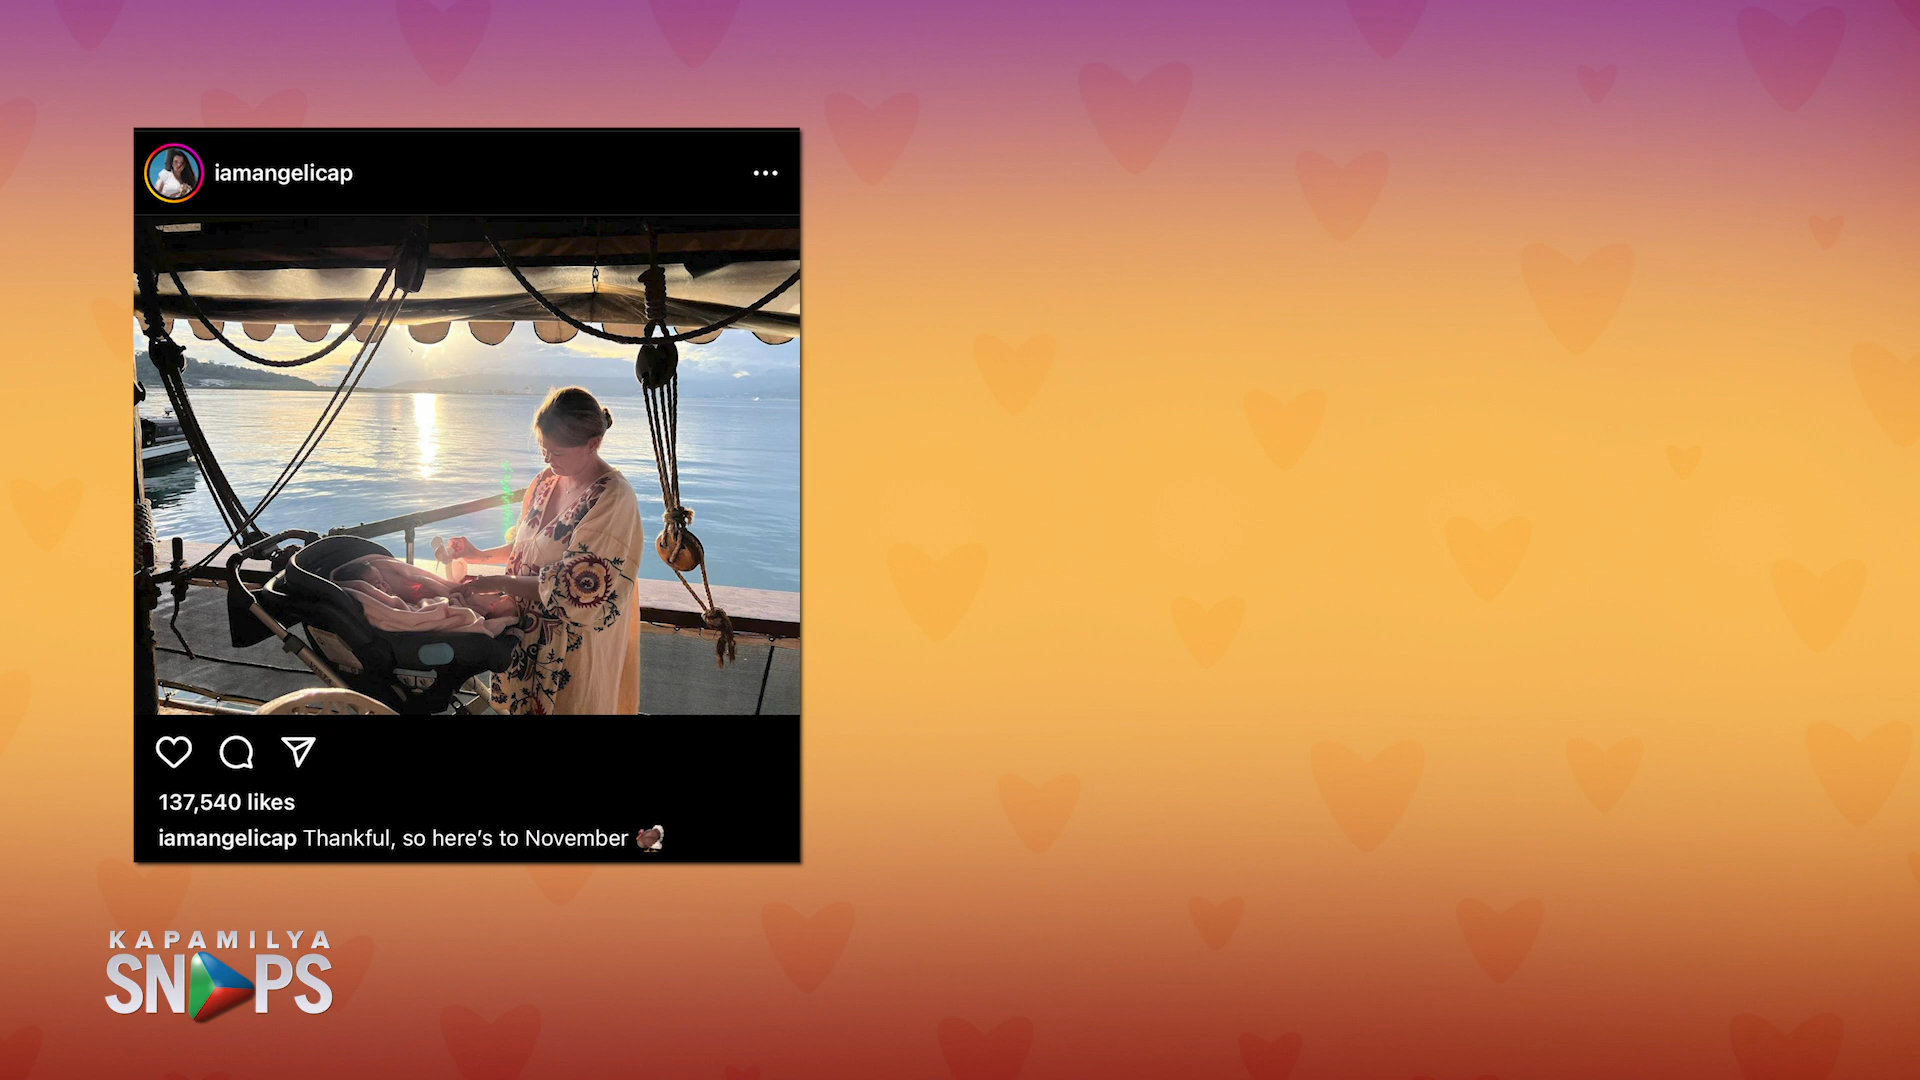 iamangelicap
137,540 likes
iamangelicap Thankful, so here’s to November 🦃
KAPAMILYA
SNAPS